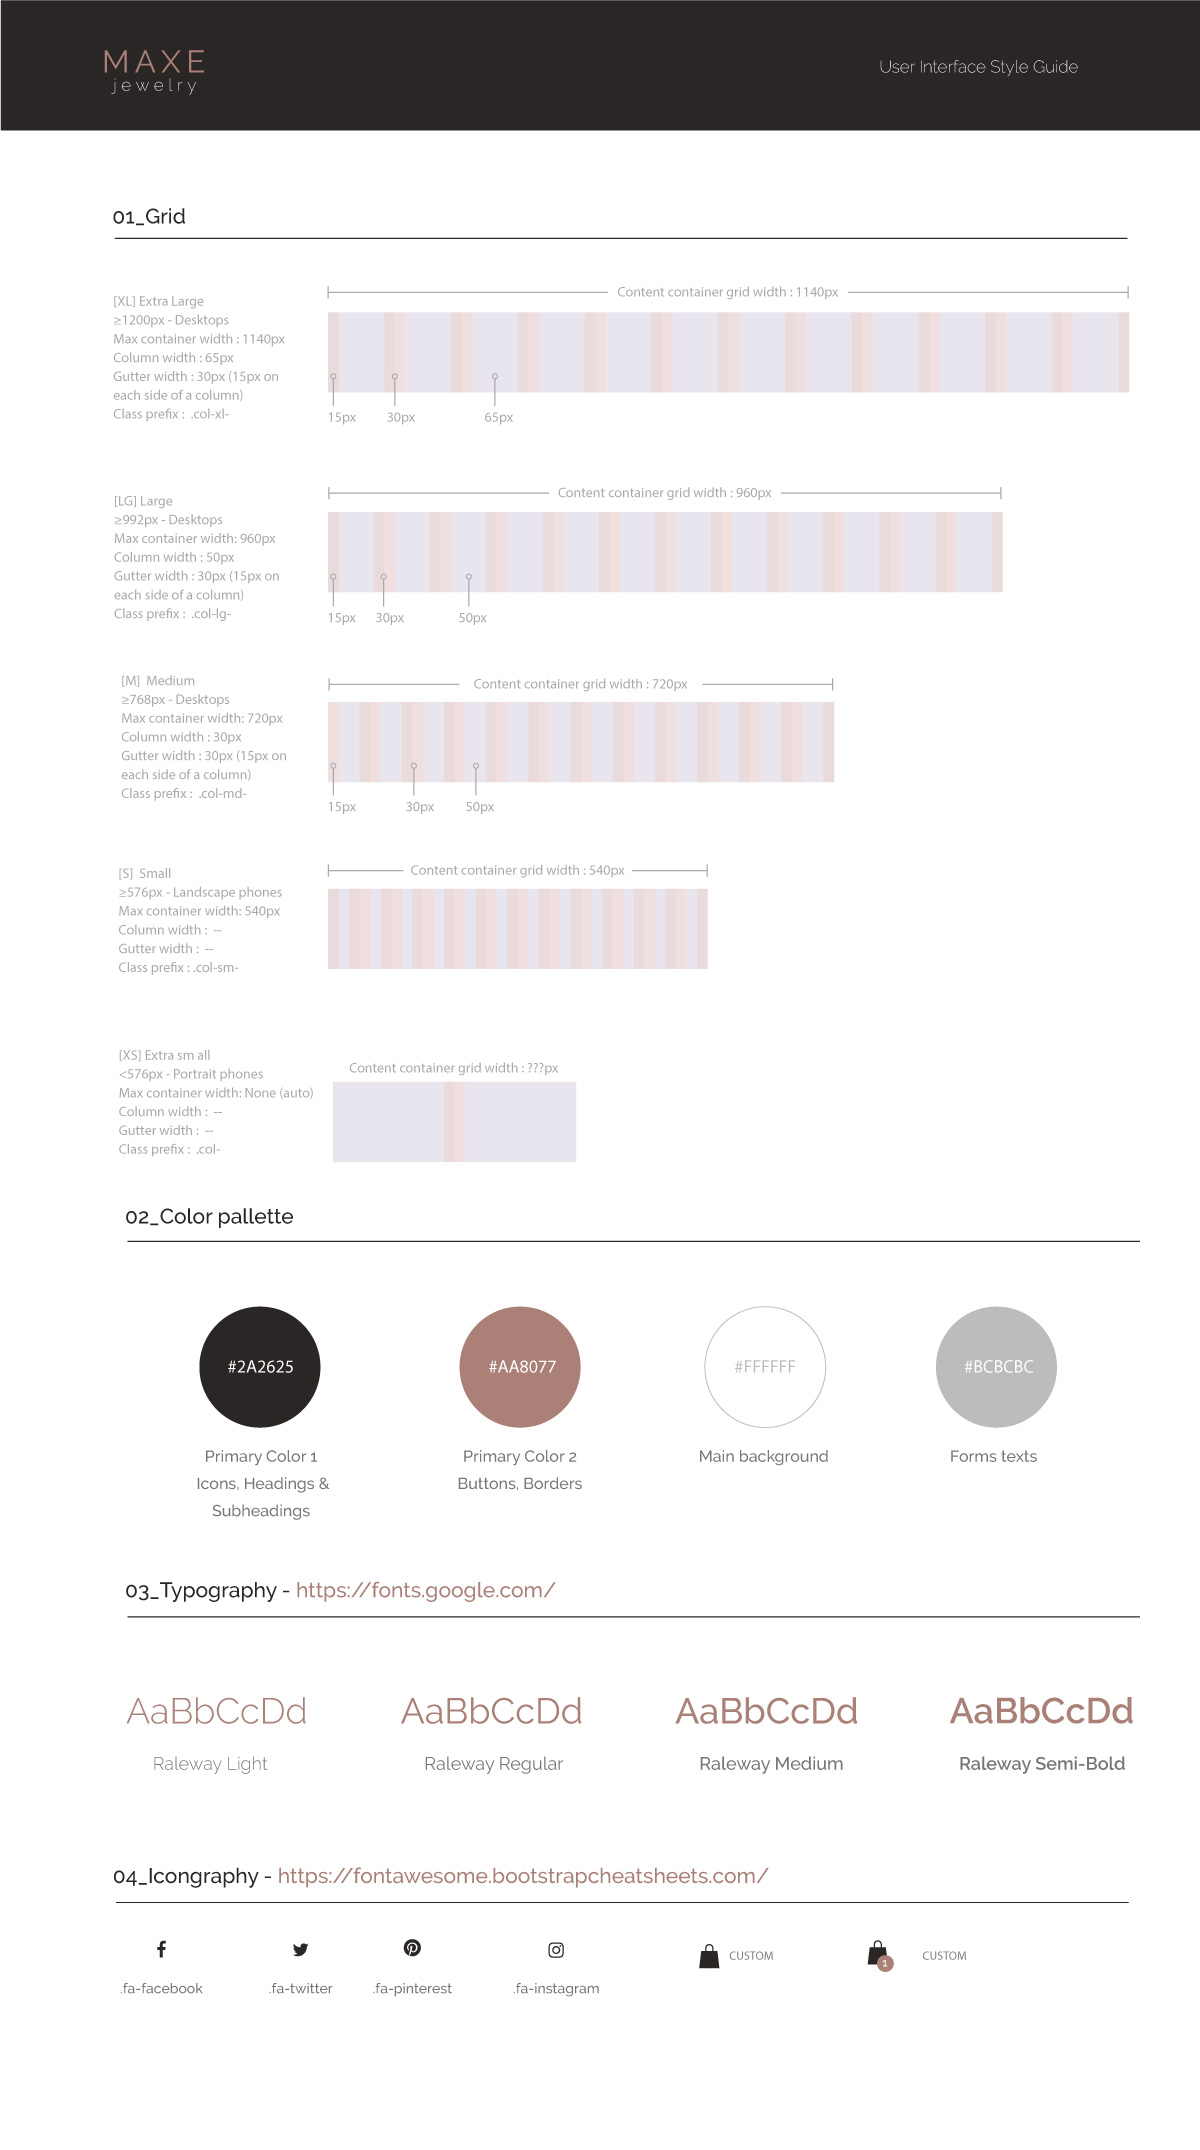 MAXE
jewelry
User Interface Style Guide
01_Grid
[XL] Extra Large
≥1200px - Desktops
Max container width : 1140px
Column width : 65px
Gutter width : 30px (15px on
each side of a column)
Class prefix :  .col-xl-
Content container grid width : 1140px
15px
30px
65px
[LG] Large
≥992px - Desktops
Max container width: 960px
Column width : 50px
Gutter width : 30px (15px on
each side of a column)
Class prefix :  .col-lg-
Content container grid width : 960px
15px
30px
50px
[M]  Medium
≥768px - Desktops
Max container width: 720px
Column width : 30px
Gutter width : 30px (15px on
each side of a column)
Class prefix :  .col-md-
Content container grid width : 720px
15px
30px
50px
[S]  Small
≥576px - Landscape phones
Max container width: 540px
Column width :  --
Gutter width :  --
Class prefix : .col-sm-
Content container grid width : 540px
[XS] Extra sm all
<576px - Portrait phones
Max container width: None (auto)
Column width :  --
Gutter width :  --
Class prefix :  .col-
Content container grid width : ???px
02_Color pallette
#2A2625
#AA8077
#FFFFFF
#BCBCBC
Primary Color 1
Icons, Headings &
Subheadings
Primary Color 2
Buttons, Borders
Main background
Forms texts
03_Typography - https://fonts.google.com/
AaBbCcDd
AaBbCcDd
AaBbCcDd
AaBbCcDd
Raleway Light
Raleway Regular
Raleway Medium
Raleway Semi-Bold
04_Icongraphy - https://fontawesome.bootstrapcheatsheets.com/
CUSTOM
1
CUSTOM
.fa-facebook
.fa-twitter
.fa-pinterest
.fa-instagram